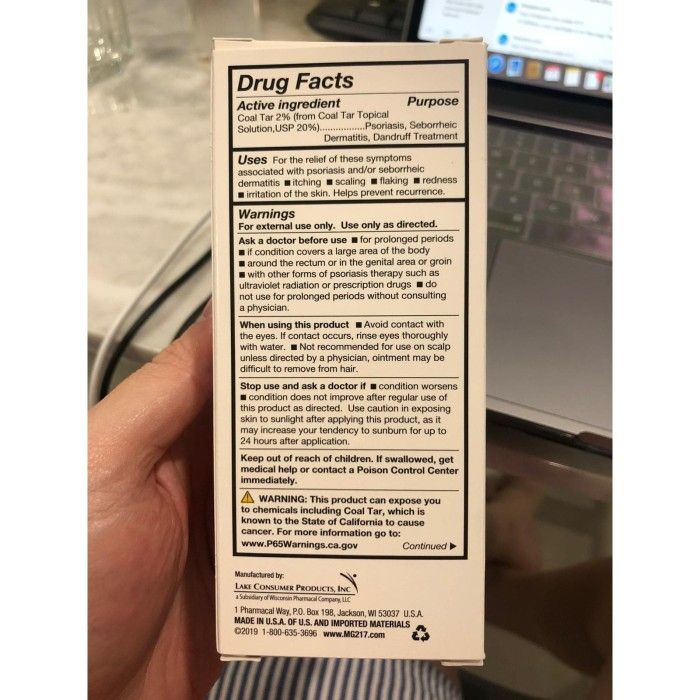 Drug Facts
Active ingredient Purpose
Coal Tar 2% (from Coal Tar Topical
Solution,USP 20%)................Psoriasis, Seborrheic
Dermatitis, Dandruff Treatment
Uses For the relief of these symptoms
associated with psoriasis and/or seborrheic
dermatitis ■ itching ■ scaling ■ flaking ■ redness
■ irritation of the skin. Helps prevent recurrence.
Warnings
For external use only. Use only as directed.
Ask a doctor before use ■ for prolonged periods
■ if condition covers a large area of the body
■ around the rectum or in the genital area or groin
■ with other forms of psoriasis therapy such as
ultraviolet radiation or prescription drugs ■ do
not use for prolonged periods without consulting
a physician.
When using this product ■ Avoid contact with
the eyes. If contact occurs, rinse eyes thoroughly
with water. ■ Not recommended for use on scalp
unless directed by a physician, ointment may be
difficult to remove from hair.
Stop use and ask a doctor if ■ condition worsens
■ condition does not improve after regular use of
this product as directed. Use caution in exposing
skin to sunlight after applying this product, as it
may increase your tendency to sunburn for up to
24 hours after application.
Keep out of reach of children. If swallowed, get
medical help or contact a Poison Control Center
immediately.
⚠ WARNING: This product can expose you
to chemicals including Coal Tar, which is
known to the State of California to cause
cancer. For more information go to:
www.P65Warnings.ca.gov Continued ▶
Manufactured by:
LAKE CONSUMER PRODUCTS, INC
a Subsidiary of Wisconsin Pharmacal Company, LLC
1 Pharmacal Way, P.O. Box 198, Jackson, WI 53037 U.S.A.
MADE IN U.S.A. OF U.S. AND IMPORTED MATERIALS
©2019 1-800-635-3696 www.MG217.com